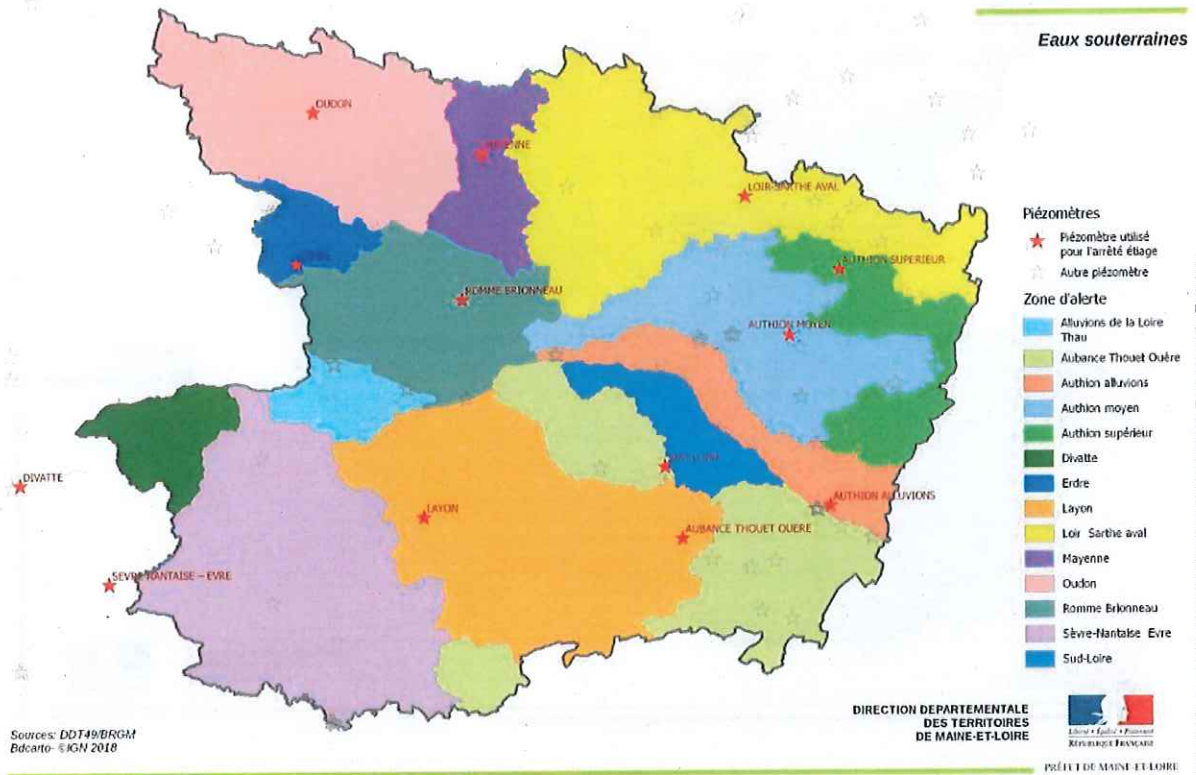 Eaux souterraines
OUDON
MAYENNE
LOIR-SARTHE AVAL
AUTHION SUPERIEUR
ROMME BRIONNEAU
AUTHION MOYEN
DIVATTE
LAYON
AUTHION ALLUVIONS
AUBANCE THOUET OUERE
SEVRE NANTAISE – EVRE
Piézomètres
Piézomètre utilisé
pour l'arrêté étiage
Autre piézomètre
Zone d'alerte
Alluvions de la Loire
Thau
Aubance Thouet Ouère
Authion alluvions
Authion moyen
Authion supérieur
Divatte
Erdre
Layon
Loir Sarthe aval
Mayenne
Oudon
Romme Brionneau
Sèvre-Nantaise Evre
Sud-Loire
Sources: DDT49/BRGM
Bdcarto- ©IGN 2018
DIRECTION DEPARTEMENTALE
DES TERRITOIRES
DE MAINE-ET-LOIRE
Liberté • Égalité • Fraternité
RÉPUBLIQUE FRANÇAISE
PRÉFET DU MAINE-ET-LOIRE